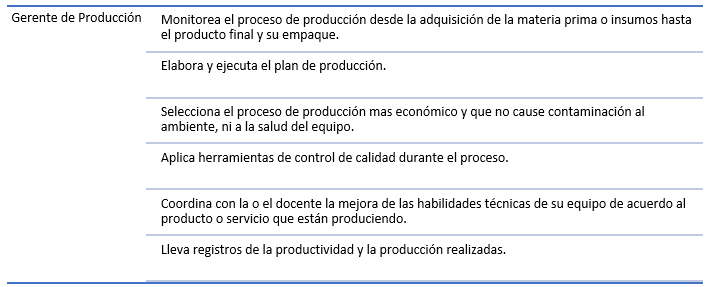 Gerente de Producción
Monitorea el proceso de producción desde la adquisición de la materia prima o insumos hasta
el producto final y su empaque.
Elabora y ejecuta el plan de producción.
Selecciona el proceso de producción mas económico y que no cause contaminación al
ambiente, ni a la salud del equipo.
Aplica herramientas de control de calidad durante el proceso.
Coordina con la o el docente la mejora de las habilidades técnicas de su equipo de acuerdo al
producto o servicio que están produciendo.
Lleva registros de la productividad y la producción realizadas.